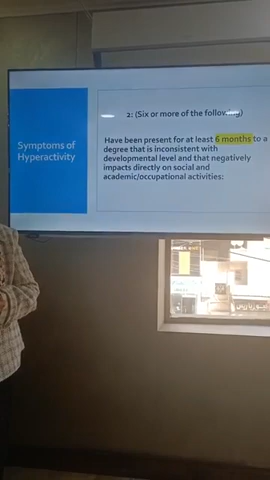 2: (Six or more of the following)
Symptoms of
Hyperactivity
Have been present for at least 6 months to a
degree that is inconsistent with
developmental level and that negatively
impacts directly on social and
academic/occupational activities: